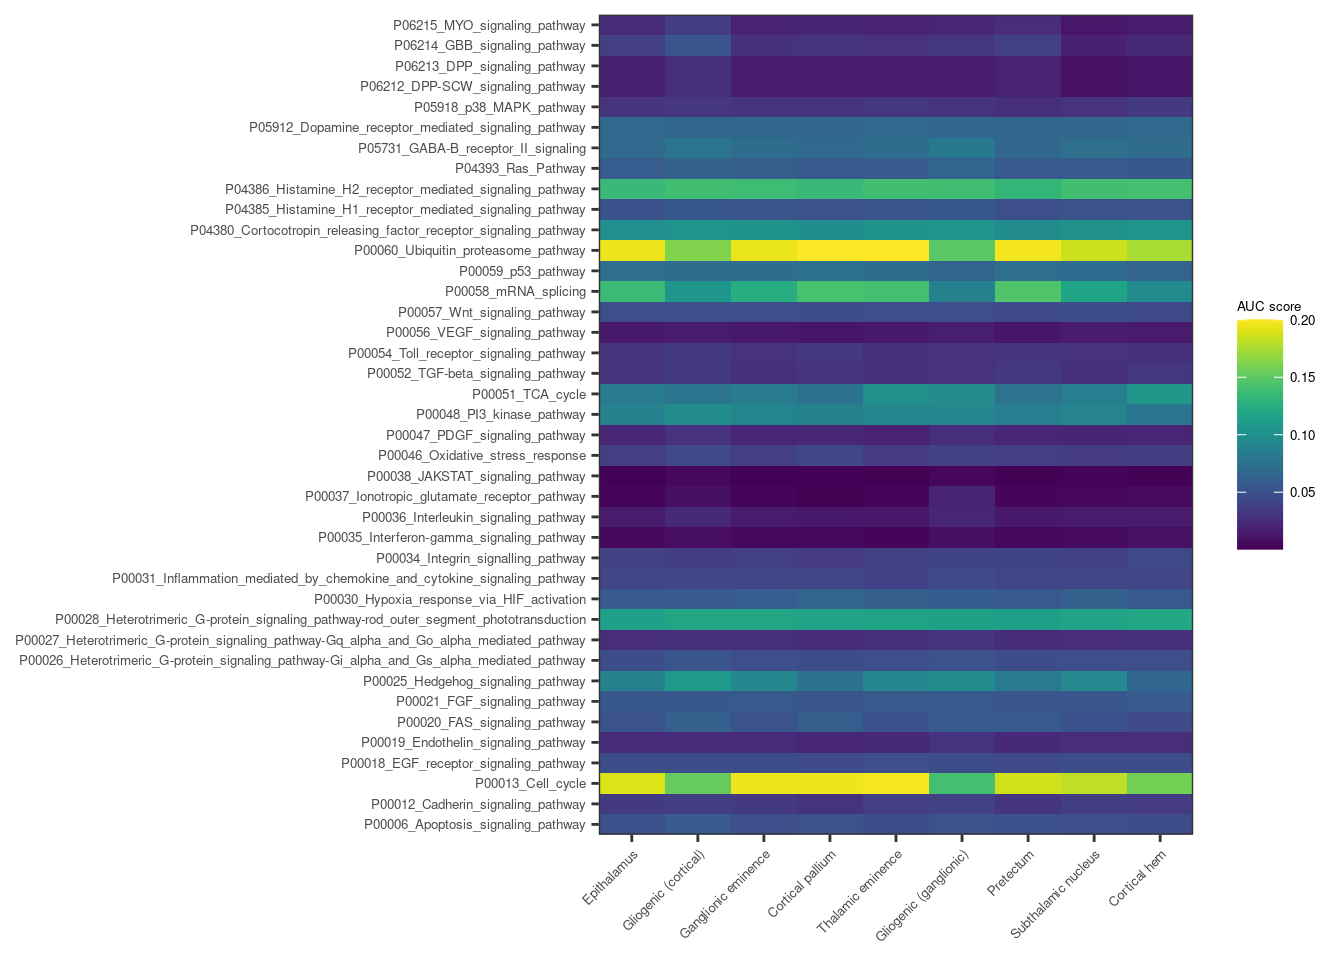 P06215_MYO_signaling_pathway
P06214_GBB_signaling_pathway
P06213_DPP_signaling_pathway
P06212_DPP-SCW_signaling_pathway
P05918_p38_MAPK_pathway
P05912_Dopamine_receptor_mediated_signaling_pathway
P05731_GABA-B_receptor_II_signaling
P04393_Ras_Pathway
P04386_Histamine_H2_receptor_mediated_signaling_pathway
P04385_Histamine_H1_receptor_mediated_signaling_pathway
P04380_Cortocotropin_releasing_factor_receptor_signaling_pathway
P00060_Ubiquitin_proteasome_pathway
P00059_p53_pathway
P00058_mRNA_splicing
P00057_Wnt_signaling_pathway
P00056_VEGF_signaling_pathway
P00054_Toll_receptor_signaling_pathway
P00052_TGF-beta_signaling_pathway
P00051_TCA_cycle
P00048_PI3_kinase_pathway
P00047_PDGF_signaling_pathway
P00046_Oxidative_stress_response
P00038_JAKSTAT_signaling_pathway
P00037_Ionotropic_glutamate_receptor_pathway
P00036_Interleukin_signaling_pathway
P00035_Interferon-gamma_signaling_pathway
P00034_Integrin_signalling_pathway
P00031_Inflammation_mediated_by_chemokine_and_cytokine_signaling_pathway
P00030_Hypoxia_response_via_HIF_activation
P00028_Heterotrimeric_G-protein_signaling_pathway-rod_outer_segment_phototransduction
P00027_Heterotrimeric_G-protein_signaling_pathway-Gq_alpha_and_Go_alpha_mediated_pathway
P00026_Heterotrimeric_G-protein_signaling_pathway-Gi_alpha_and_Gs_alpha_mediated_pathway
P00025_Hedgehog_signaling_pathway
P00021_FGF_signaling_pathway
P00020_FAS_signaling_pathway
P00019_Endothelin_signaling_pathway
P00018_EGF_receptor_signaling_pathway
P00013_Cell_cycle
P00012_Cadherin_signaling_pathway
P00006_Apoptosis_signaling_pathway
Epithalamus
Gliogenic (cortical)
Ganglionic eminence
Cortical pallium
Thalamic eminence
Gliogenic (ganglionic)
Pretectum
Subthalamic nucleus
Cortical hem
AUC score
0.20
0.15
0.10
0.05